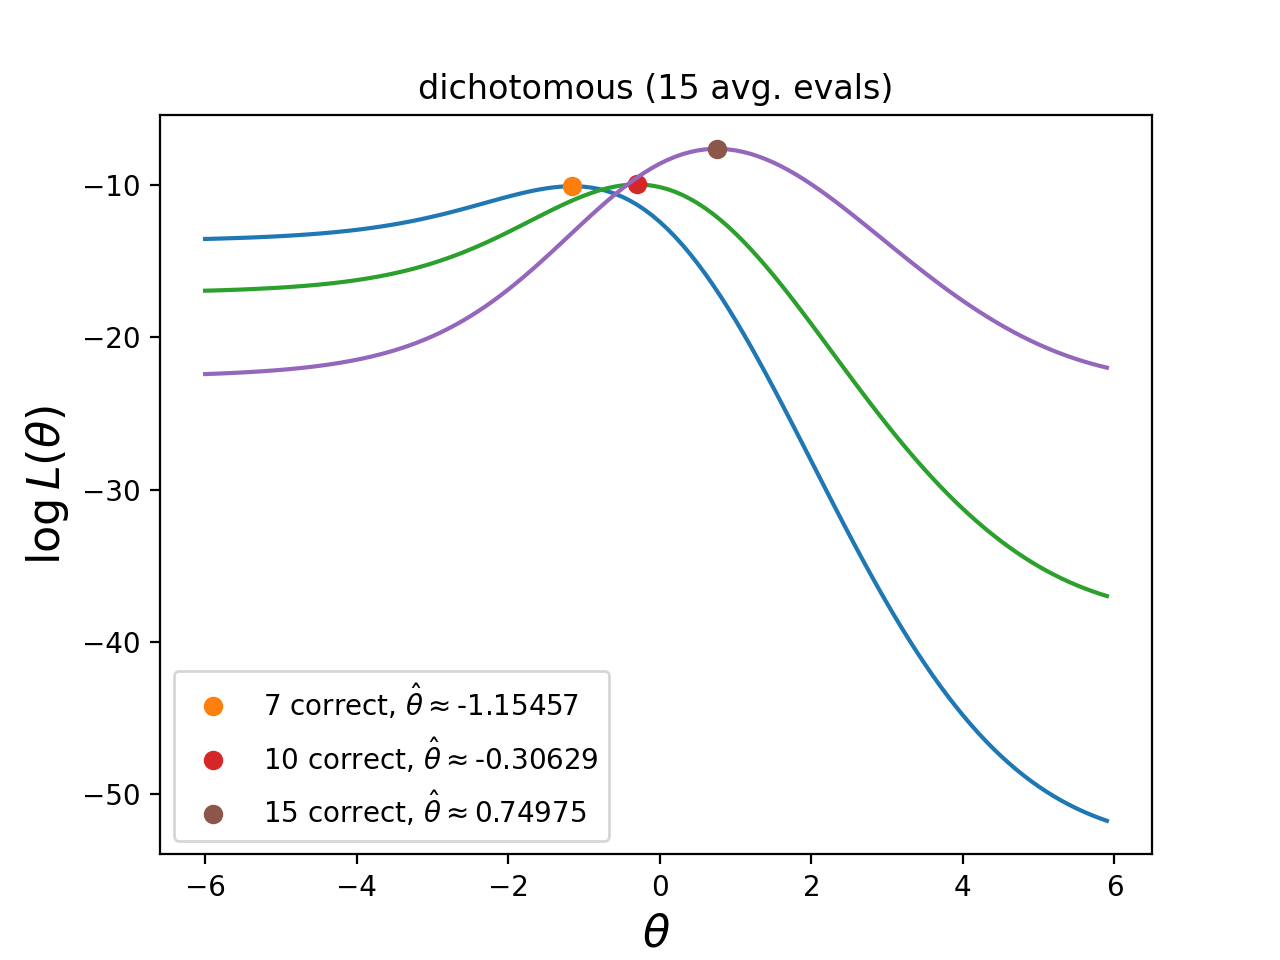 dichotomous (15 avg. evals)
log L(θ)
−10
−20
−30
−40
−50
7 correct, θ̂ ≈ -1.15457
10 correct, θ̂ ≈ -0.30629
15 correct, θ̂ ≈ 0.74975
−6 −4 −2 0 2 4 6
θ